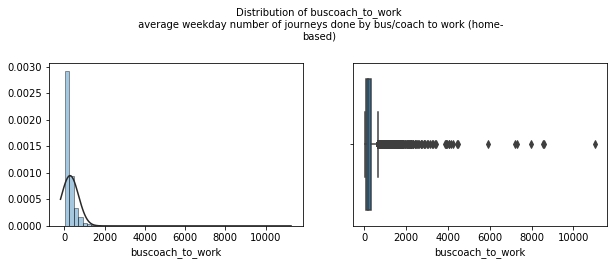 Distribution of buscoach_to_work
average weekday number of journeys done by bus/coach to work (home-
based)
0.0030
0.0025
0.0020
0.0015
0.0010
0.0005
0.0000
0 2000 4000 6000 8000 10000
buscoach_to_work
0 2000 4000 6000 8000 10000
buscoach_to_work